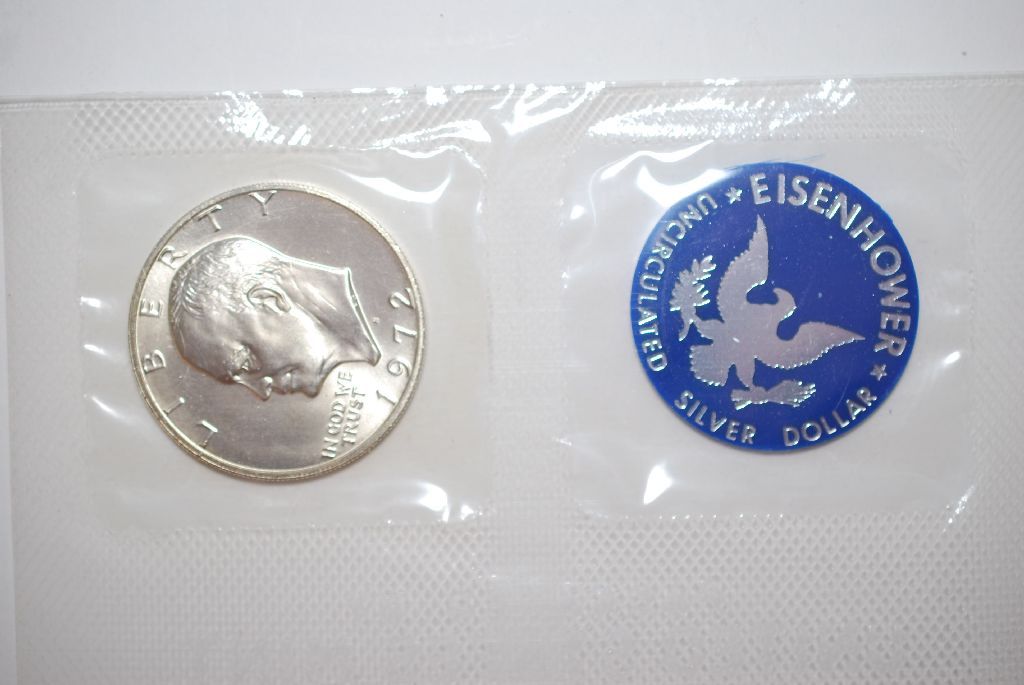 LIBERTY
IN GOD WE
TRUST
1972
★ EISENHOWER ★
UNCIRCULATED SILVER DOLLAR